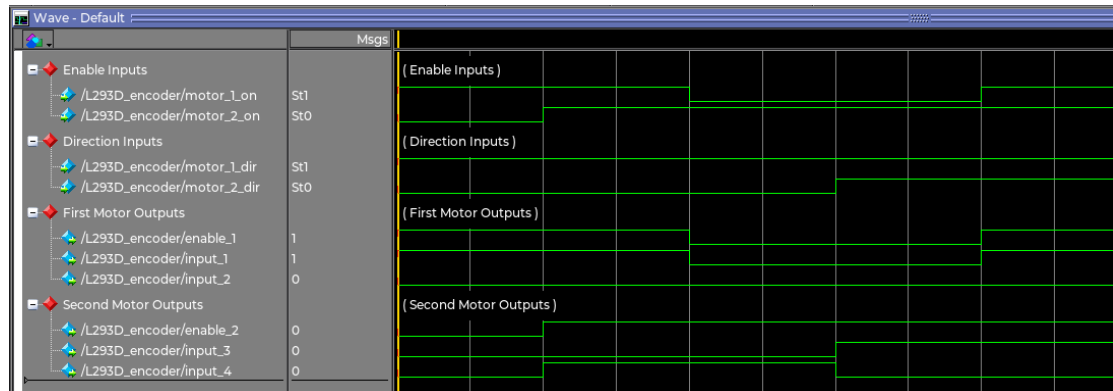 Wave - Default
Msgs
Enable Inputs
( Enable Inputs )
/L293D_encoder/motor_1_on St1
/L293D_encoder/motor_2_on St0
Direction Inputs
( Direction Inputs )
/L293D_encoder/motor_1_dir St1
/L293D_encoder/motor_2_dir St0
First Motor Outputs
( First Motor Outputs )
/L293D_encoder/enable_1 1
/L293D_encoder/input_1 1
/L293D_encoder/input_2 0
Second Motor Outputs
( Second Motor Outputs )
/L293D_encoder/enable_2 0
/L293D_encoder/input_3 0
/L293D_encoder/input_4 0